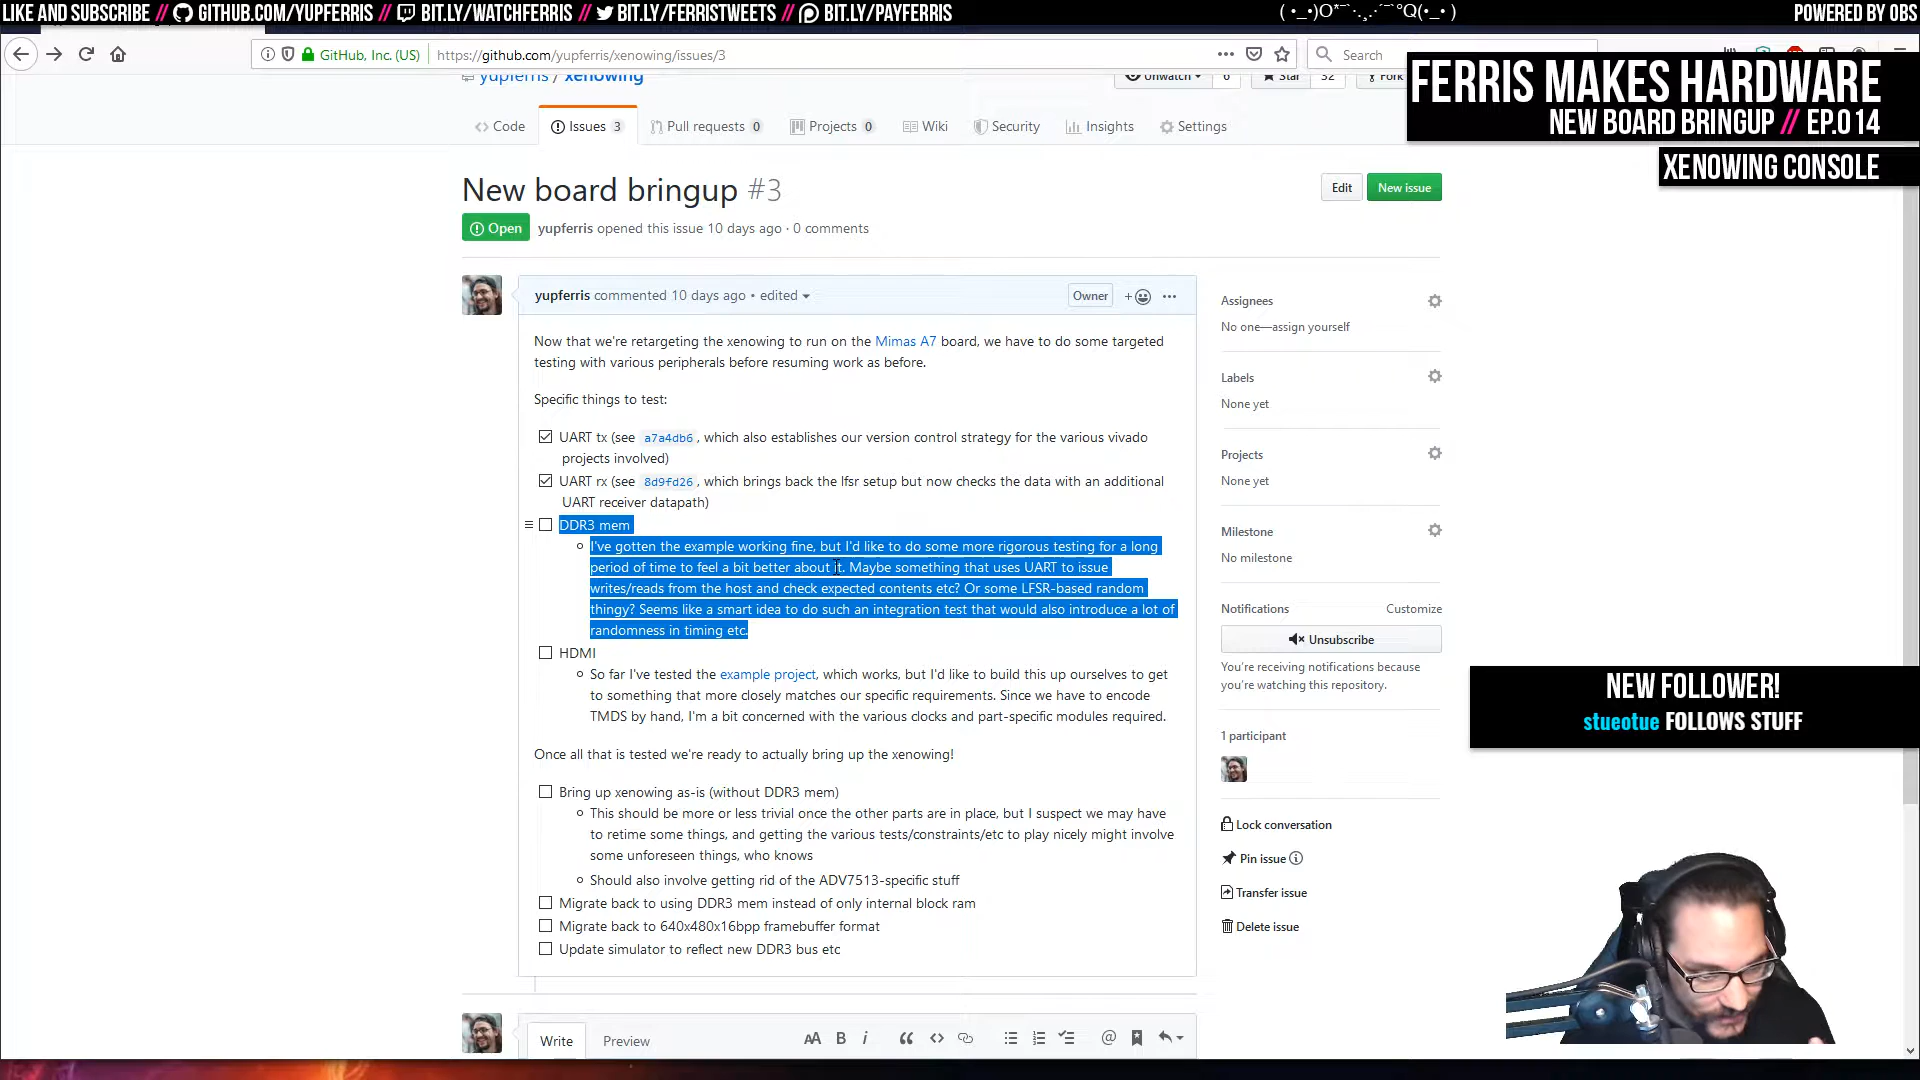 LIKE AND SUBSCRIBE // GITHUB.COM/YUPFERRIS // BIT.LY/WATCHFERRIS // BIT.LY/FERRISTWEETS // BIT.LY/PAYFERRIS
POWERED BY OBS
GitHub, Inc. (US)
https://github.com/yupferris/xenowing/issues/3
Search
FERRIS MAKES HARDWARE
NEW BOARD BRINGUP // EP.014
XENOWING CONSOLE
yupferris / xenowing
Unwatch 6 Star 32 Fork
Code Issues 3 Pull requests 0 Projects 0 Wiki Security Insights Settings
New board bringup #3
Edit New issue
Open yupferris opened this issue 10 days ago · 0 comments
yupferris commented 10 days ago • edited
Owner
Now that we're retargeting the xenowing to run on the Mimas A7 board, we have to do some targeted
testing with various peripherals before resuming work as before.
Specific things to test:
UART tx (see a7a4db6, which also establishes our version control strategy for the various vivado
projects involved)
UART rx (see 8d9fd26, which brings back the lfsr setup but now checks the data with an additional
UART receiver datapath)
DDR3 mem
I've gotten the example working fine, but I'd like to do some more rigorous testing for a long
period of time to feel a bit better about it. Maybe something that uses UART to issue
writes/reads from the host and check expected contents etc? Or some LFSR-based random
thingy? Seems like a smart idea to do such an integration test that would also introduce a lot of
randomness in timing etc.
HDMI
So far I've tested the example project, which works, but I'd like to build this up ourselves to get
to something that more closely matches our specific requirements. Since we have to encode
TMDS by hand, I'm a bit concerned with the various clocks and part-specific modules required.
Once all that is tested we're ready to actually bring up the xenowing!
Bring up xenowing as-is (without DDR3 mem)
This should be more or less trivial once the other parts are in place, but I suspect we may have
to retime some things, and getting the various tests/constraints/etc to play nicely might involve
some unforeseen things, who knows
Should also involve getting rid of the ADV7513-specific stuff
Migrate back to using DDR3 mem instead of only internal block ram
Migrate back to 640x480x16bpp framebuffer format
Update simulator to reflect new DDR3 bus etc
Write Preview
AA B i
Assignees
No one—assign yourself
Labels
None yet
Projects
None yet
Milestone
No milestone
Notifications Customize
Unsubscribe
You're receiving notifications because
you're watching this repository.
1 participant
Lock conversation
Pin issue
Transfer issue
Delete issue
NEW FOLLOWER!
stueotue FOLLOWS STUFF